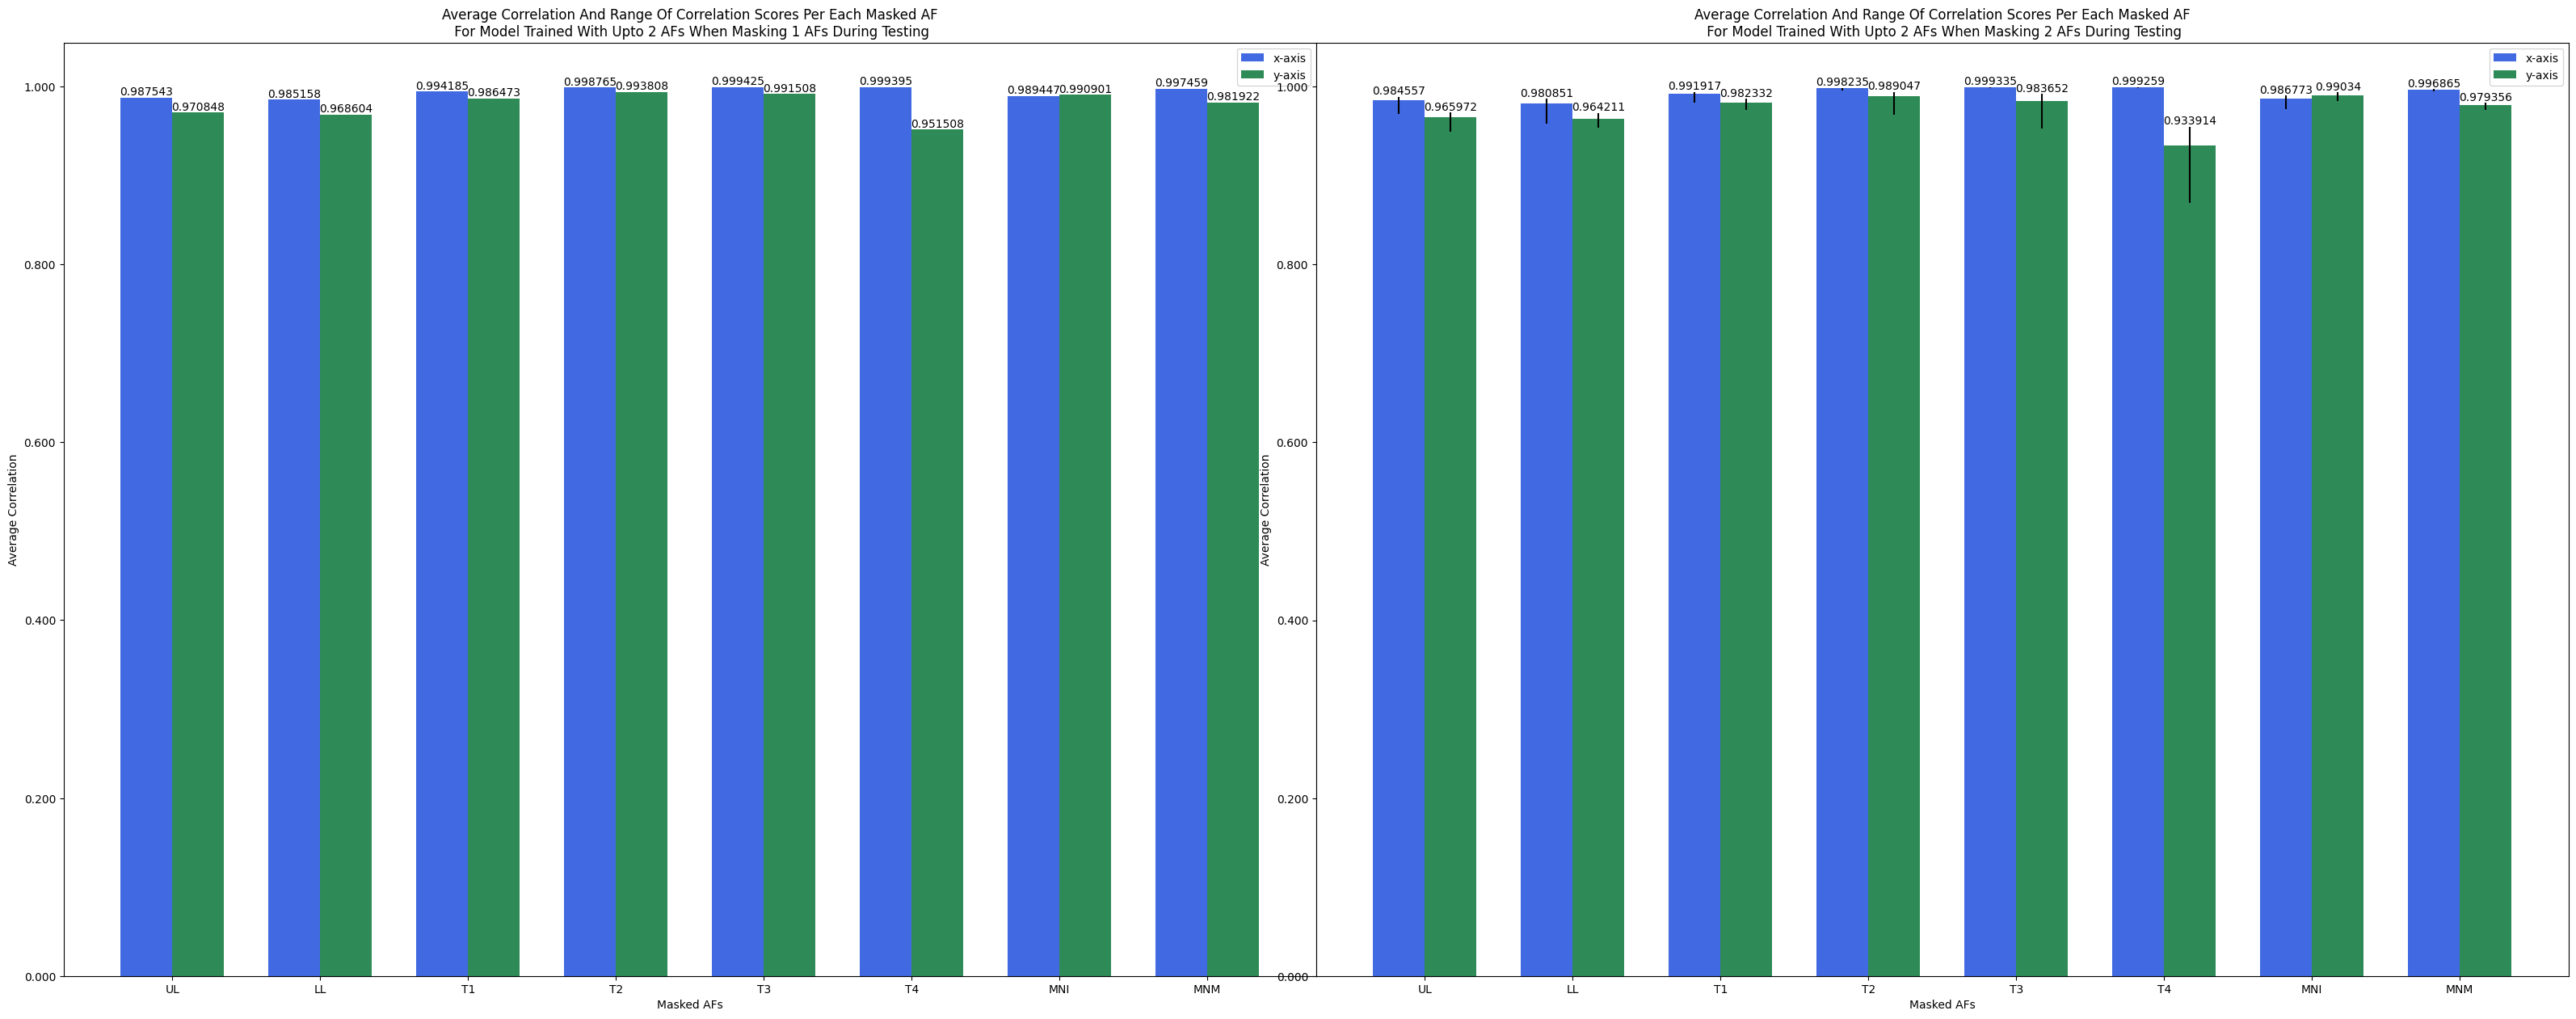 Average Correlation And Range Of Correlation Scores Per Each Masked AF
For Model Trained With Upto 2 AFs When Masking 1 AFs During Testing
x-axis
y-axis
Average Correlation
1.000
0.800
0.600
0.400
0.200
0.000
0.987543
0.970848
0.985158
0.968604
0.994185
0.986473
0.998765
0.993808
0.999425
0.991508
0.999395
0.951508
0.989447
0.990901
0.997459
0.981922
UL
LL
T1
T2
T3
T4
MNI
MNM
Masked AFs
Average Correlation And Range Of Correlation Scores Per Each Masked AF
For Model Trained With Upto 2 AFs When Masking 2 AFs During Testing
x-axis
y-axis
Average Correlation
1.000
0.800
0.600
0.400
0.200
0.000
0.984557
0.965972
0.980851
0.964211
0.991917
0.982332
0.998235
0.989047
0.999335
0.983652
0.999259
0.933914
0.986773
0.99034
0.996865
0.979356
UL
LL
T1
T2
T3
T4
MNI
MNM
Masked AFs